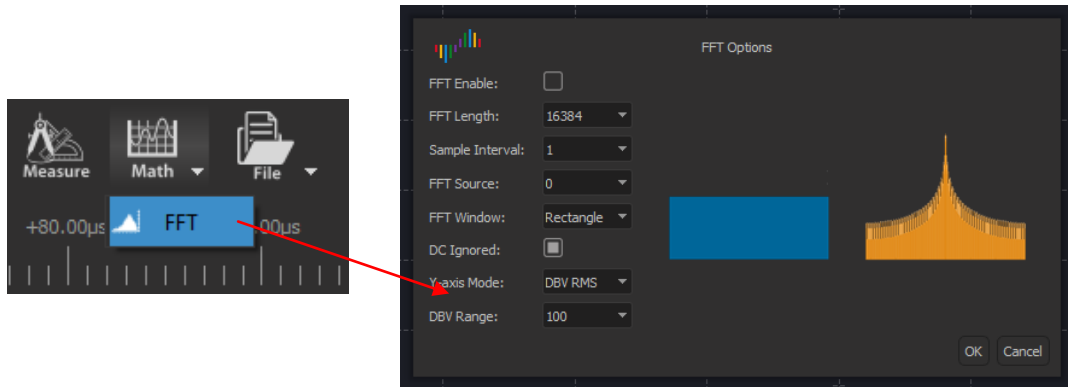 Measure
Math
File
+80.00µs
FFT
.00µs
FFT Options
FFT Enable:
FFT Length: 16384
Sample Interval: 1
FFT Source: 0
FFT Window: Rectangle
DC Ignored:
Y-axis Mode: DBV RMS
DBV Range: 100
OK Cancel